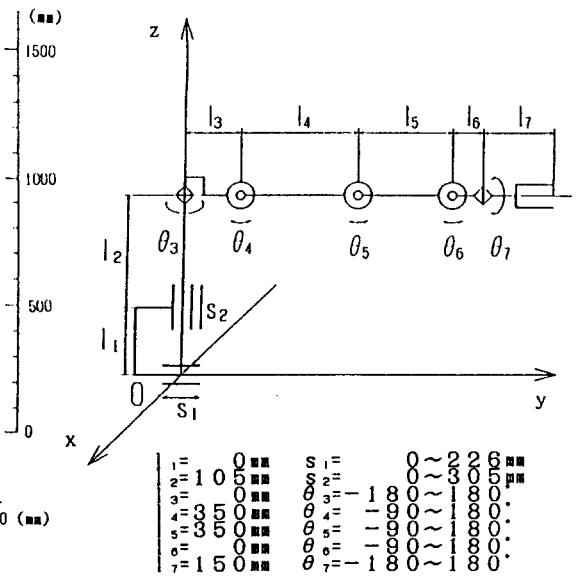 (mm)
z
1500
l3 l4 l5 l6 l7
1000
θ3 θ4 θ5 θ6 θ7
l2
500
S2
l1
O
S1
y
0
x
0 (mm)
l1= 0mm S1= 0~226mm
l2=105mm S2= 0~305mm
l3= 0mm θ3=-180~180°
l4=350mm θ4= -90~180°
l5=350mm θ5= -90~180°
l6= 0mm θ6= -90~180°
l7=150mm θ7=-180~180°